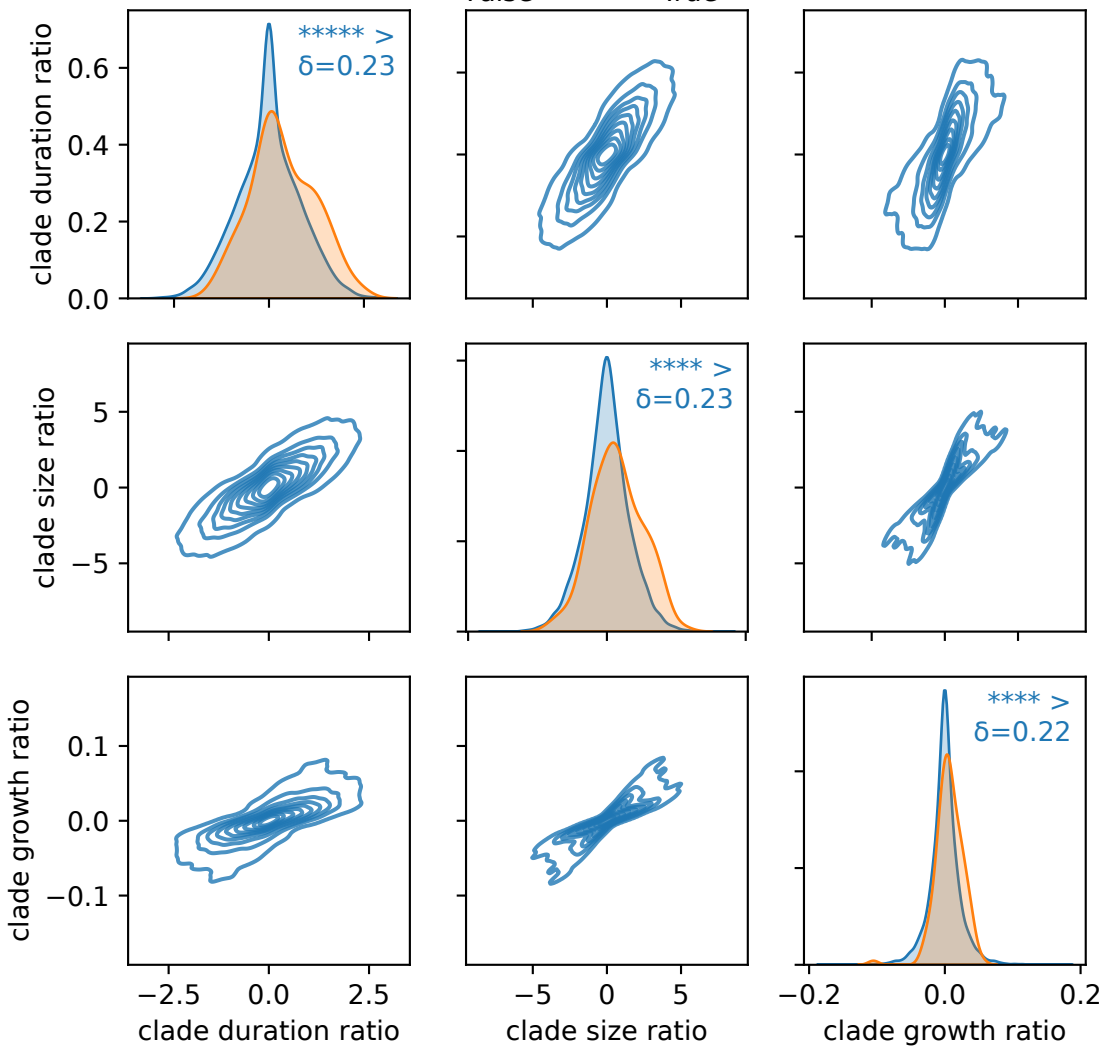 clade duration ratio
0.6
0.4
0.2
0.0
***** >
δ=0.23
clade size ratio
5
0
−5
**** >
δ=0.23
clade growth ratio
0.1
0.0
−0.1
**** >
δ=0.22
−2.5 0.0 2.5
clade duration ratio
−5 0 5
clade size ratio
−0.2 0.0 0.2
clade growth ratio